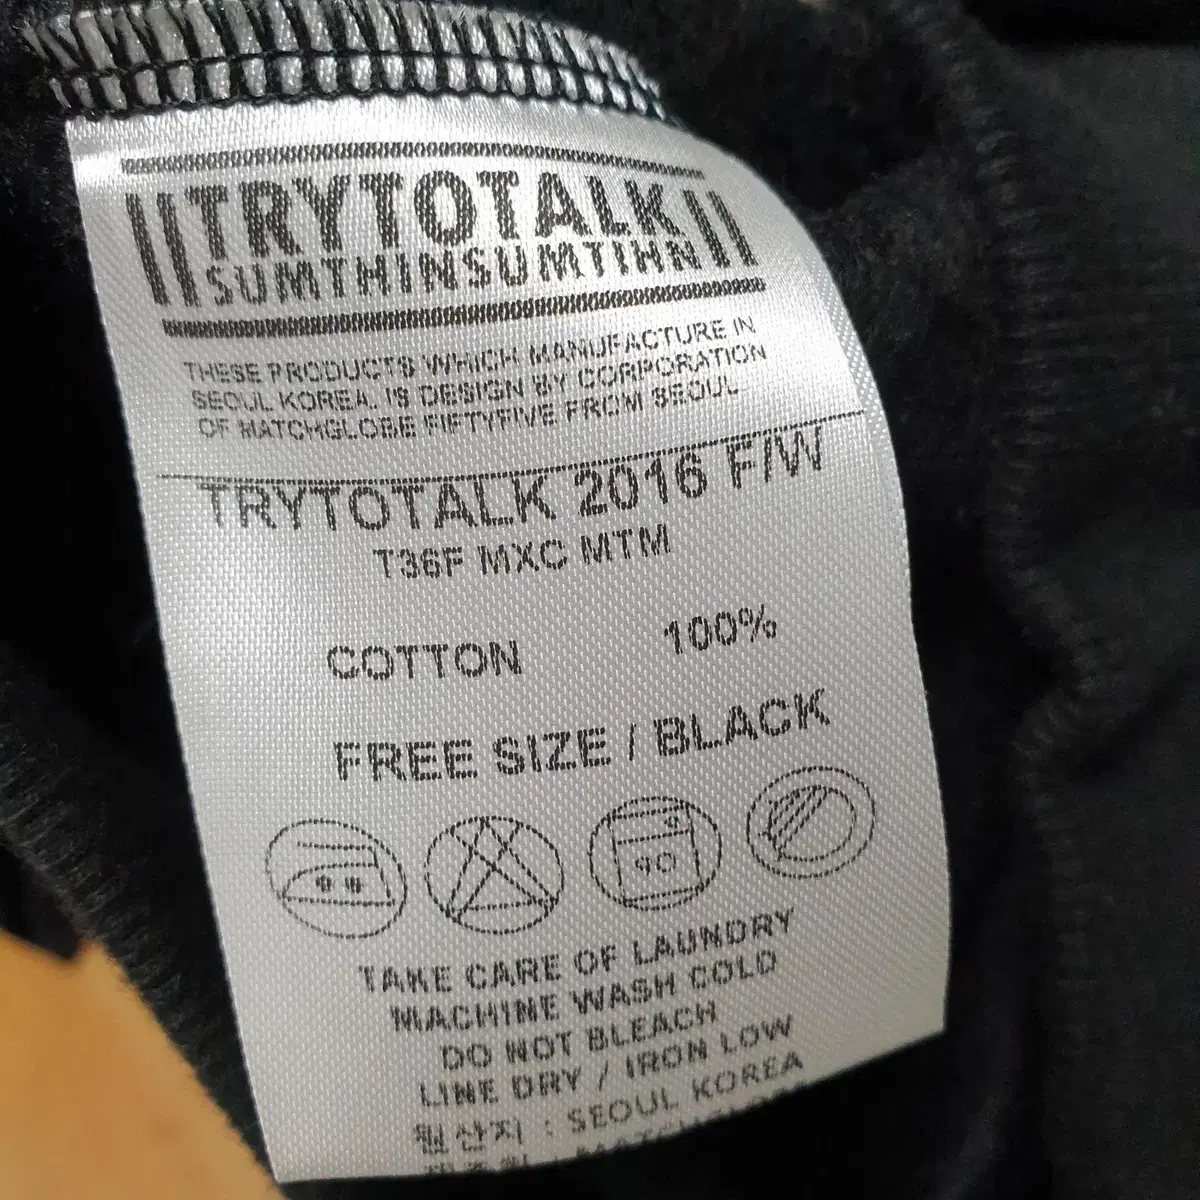 TRYTOTALK
SUMTHINSUMTIHN
THESE PRODUCTS WHICH MANUFACTURE IN
SEOUL KOREA. IS DESIGN BY CORPORATION
OF MATCHGLOBE FIFTYFIVE FROM SEOUL
TRYTOTALK 2016 F/W
T36F MXC MTM
COTTON 100%
FREE SIZE / BLACK
TAKE CARE OF LAUNDRY
MACHINE WASH COLD
DO NOT BLEACH
LINE DRY / IRON LOW
원산지 : SEOUL KOREA